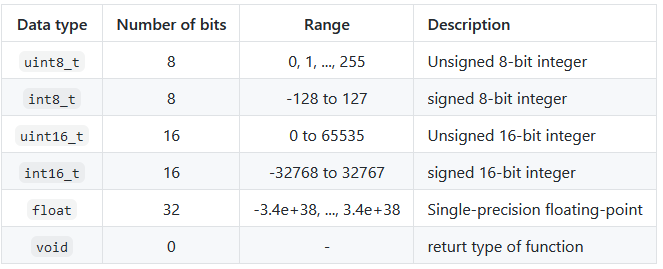 Data type Number of bits Range Description
uint8_t 8 0, 1, ..., 255 Unsigned 8-bit integer
int8_t 8 -128 to 127 signed 8-bit integer
uint16_t 16 0 to 65535 Unsigned 16-bit integer
int16_t 16 -32768 to 32767 signed 16-bit integer
float 32 -3.4e+38, ..., 3.4e+38 Single-precision floating-point
void 0 - returt type of function